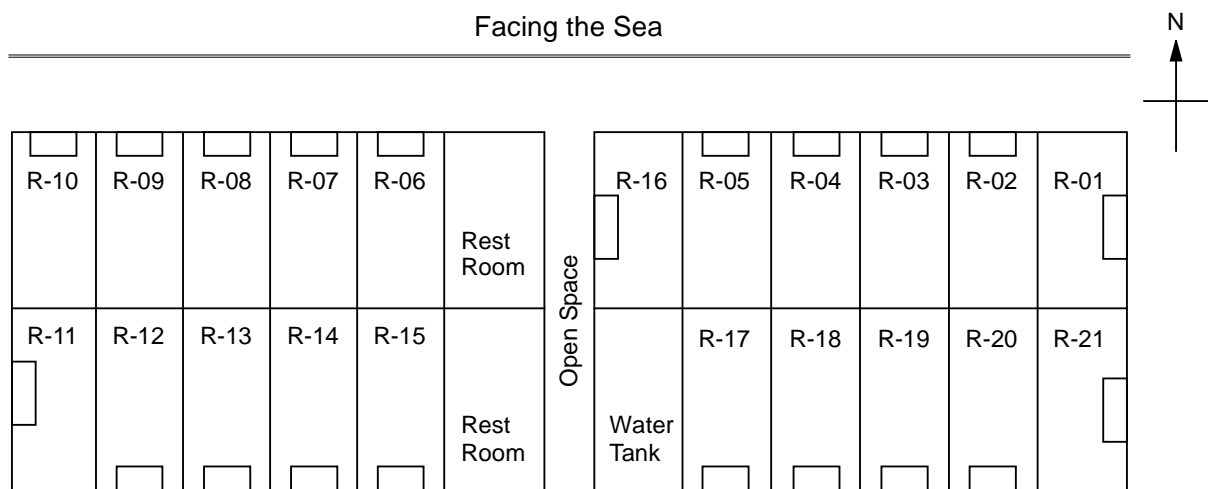 Facing the Sea
N
R-10 R-09 R-08 R-07 R-06 R-16 R-05 R-04 R-03 R-02 R-01
Rest
Room
Open Space
R-11 R-12 R-13 R-14 R-15 R-17 R-18 R-19 R-20 R-21
Rest
Room
Water
Tank